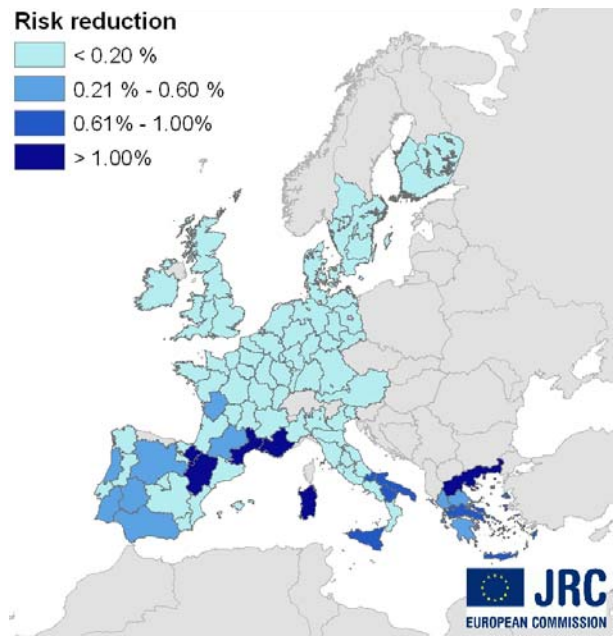 Risk reduction
< 0.20 %
0.21 % - 0.60 %
0.61% - 1.00%
> 1.00%
JRC
EUROPEAN COMMISSION